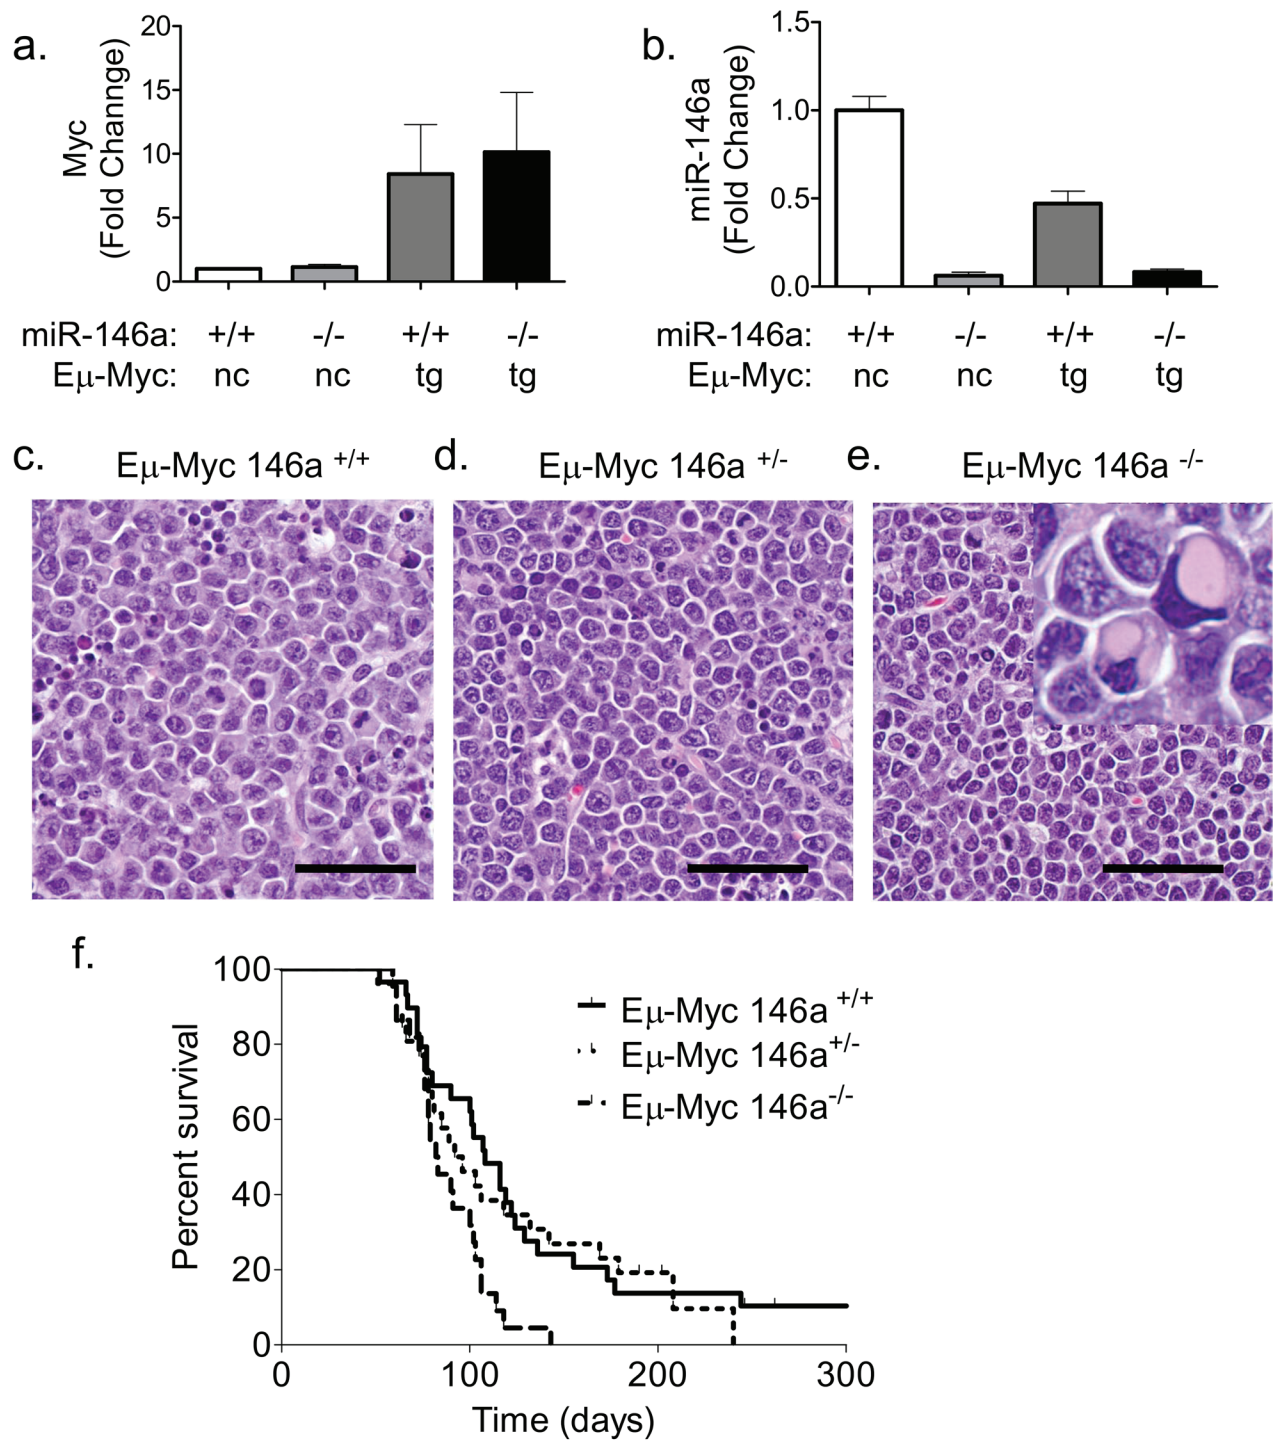 a.
20
15
10
5
0
Myc
(Fold Channge)
miR-146a: +/+ -/- +/+ -/-
Eμ-Myc: nc nc tg tg
b.
1.5
1.0
0.5
0.0
miR-146a
(Fold Change)
miR-146a: +/+ -/- +/+ -/-
Eμ-Myc: nc nc tg tg
c. Eμ-Myc 146a +/+
d. Eμ-Myc 146a +/-
e. Eμ-Myc 146a -/-
f.
100
80
60
40
20
0
Percent survival
Eμ-Myc 146a +/+
Eμ-Myc 146a+/-
Eμ-Myc 146a-/-
0 100 200 300
Time (days)